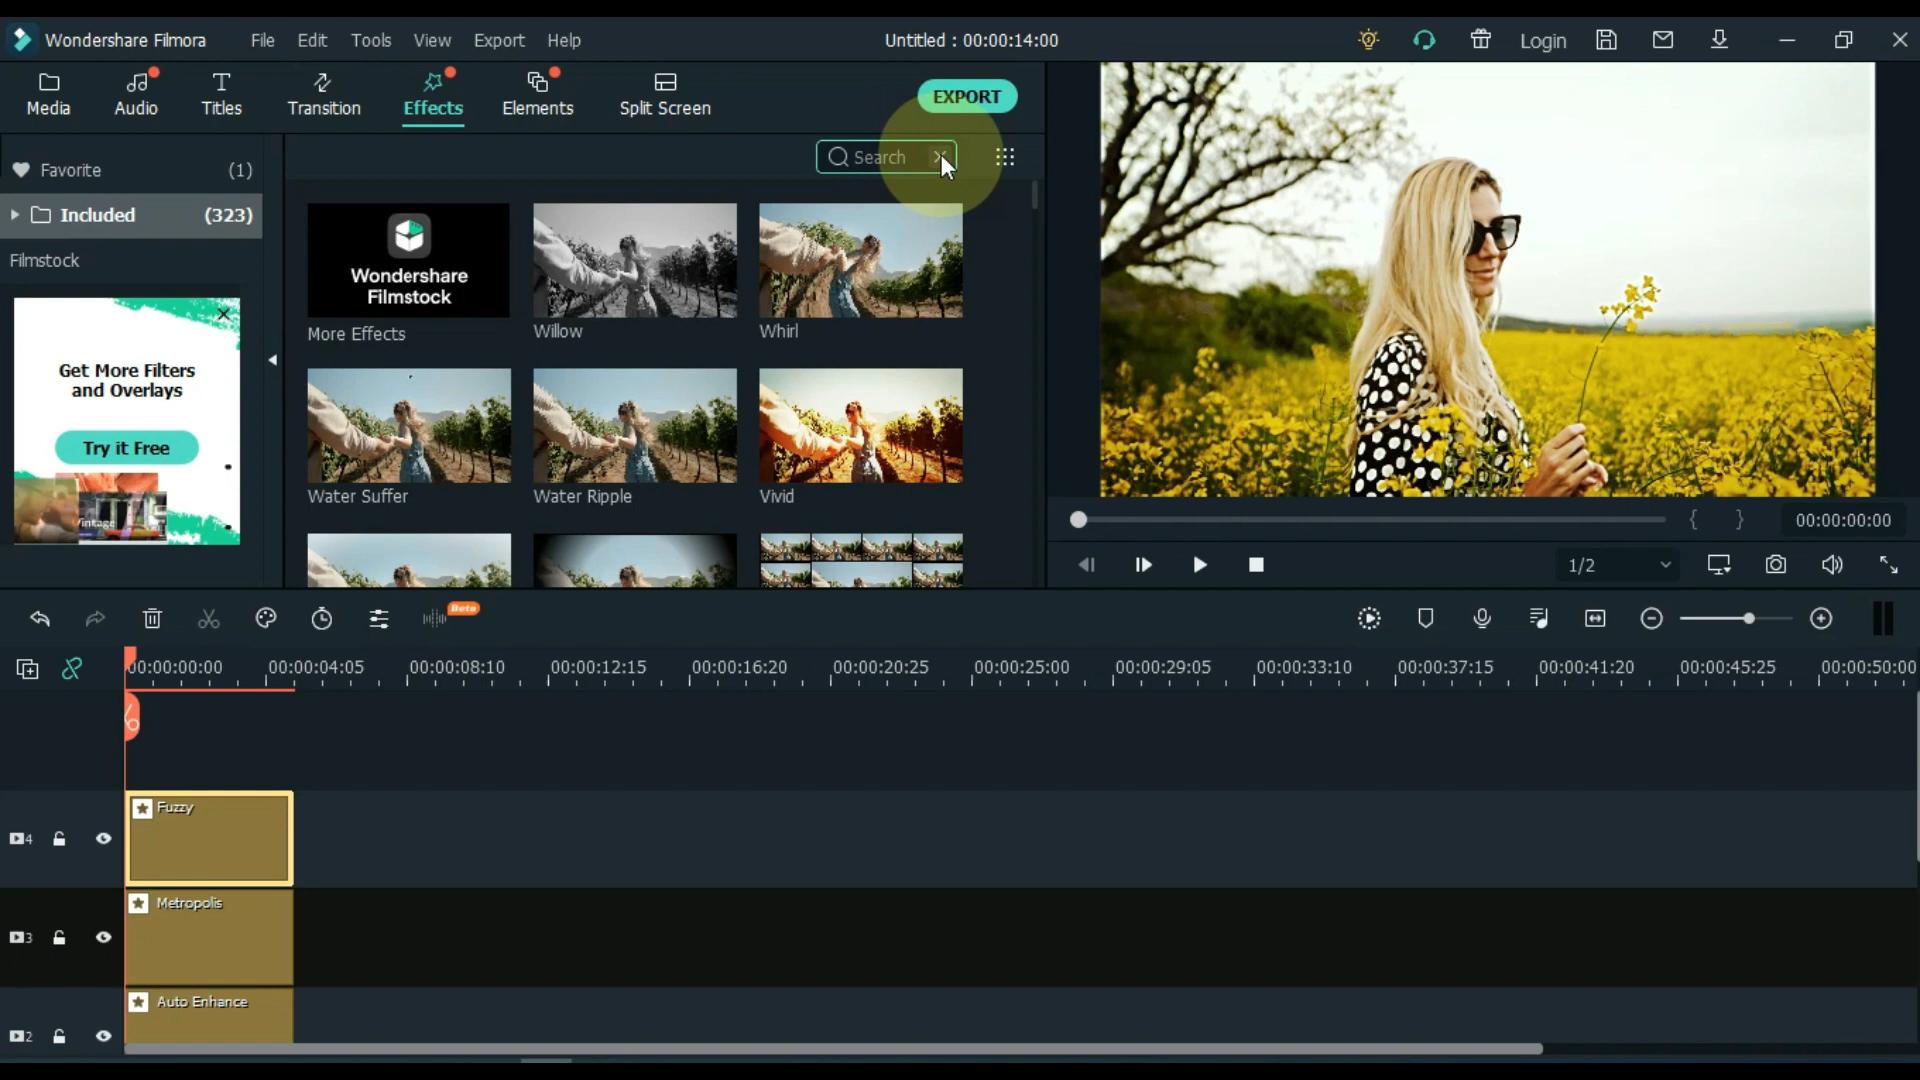 Wondershare Filmora File Edit Tools View Export Help Untitled : 00:00:14:00 Login
Media Audio Titles Transition Effects Elements Split Screen EXPORT
Search
Favorite (1)
Included (323)
Filmstock
Get More Filters
and Overlays
Try it Free
Vintage
Wondershare
Filmstock
More Effects Willow Whirl
Water Suffer Water Ripple Vivid
{ } 00:00:00:00
1/2
Beta
00:00:00:00 00:00:04:05 00:00:08:10 00:00:12:15 00:00:16:20 00:00:20:25 00:00:25:00 00:00:29:05 00:00:33:10 00:00:37:15 00:00:41:20 00:00:45:25 00:00:50:00
Fuzzy
4
Metropolis
3
Auto Enhance
2